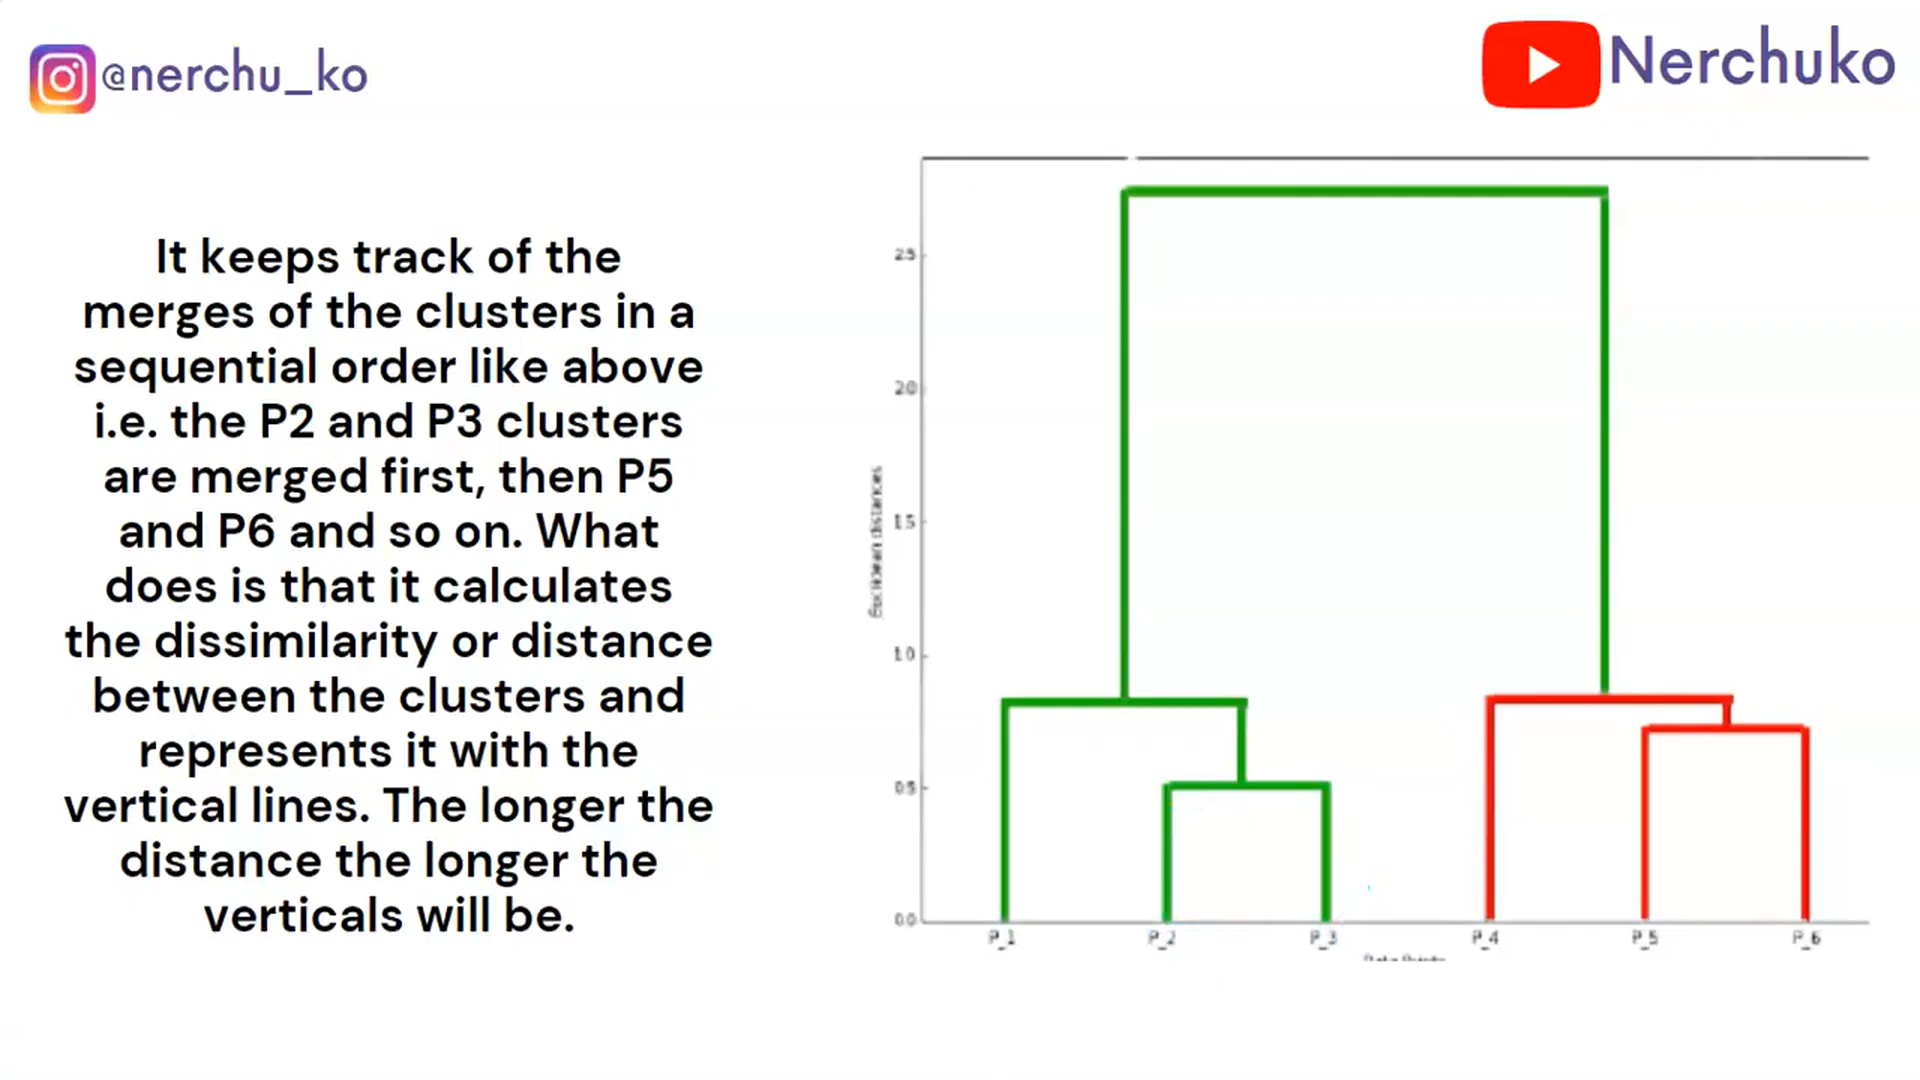 @nerchu_ko
Nerchuko
It keeps track of the
merges of the clusters in a
sequential order like above
i.e. the P2 and P3 clusters
are merged first, then P5
and P6 and so on. What
does is that it calculates
the dissimilarity or distance
between the clusters and
represents it with the
vertical lines. The longer the
distance the longer the
verticals will be.
2.5
2.0
1.5
1.0
0.5
0.0
Euclidean distances
P_1
P_2
P_3
P_4
P_5
P_6